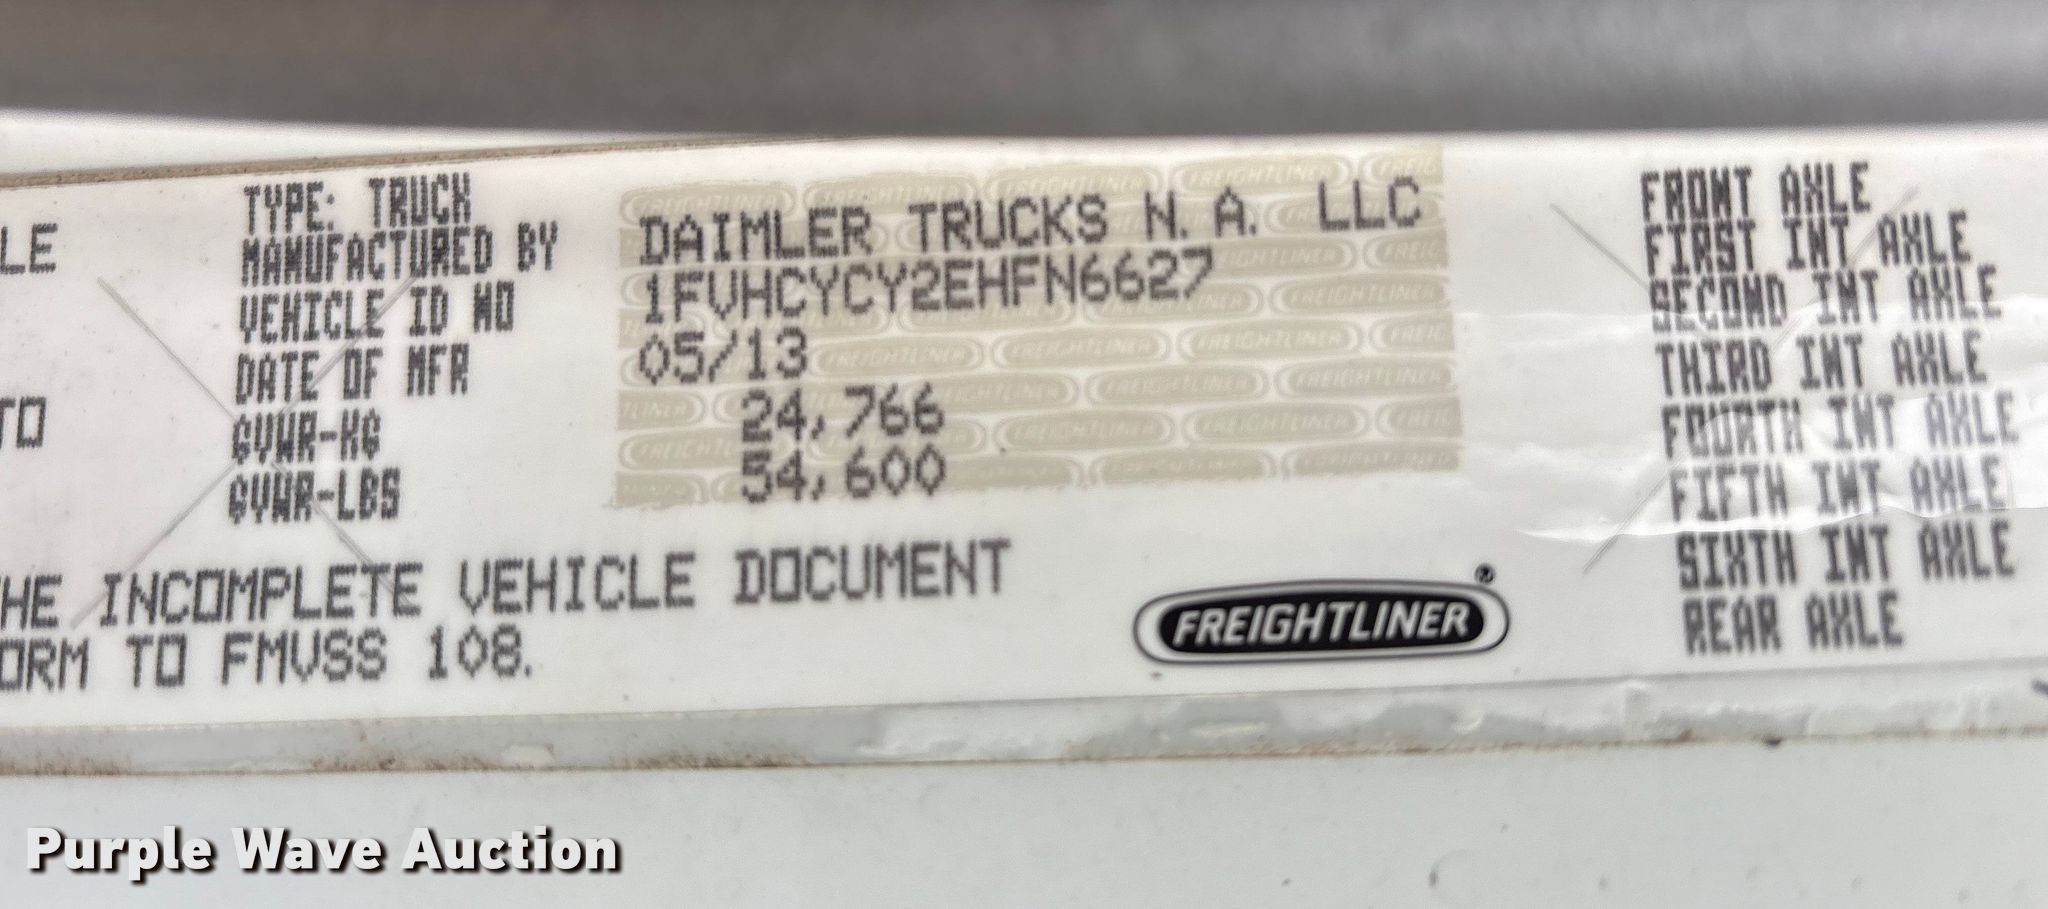 LE
TO
TYPE: TRUCK
MANUFACTURED BY DAIMLER TRUCKS N.A. LLC
VEHICLE ID NO 1FVHCYCY2EHFN6627
DATE OF MFR 05/13
GVWR-KG 24,766
GVWR-LBS 54,600
HE INCOMPLETE VEHICLE DOCUMENT
ORM TO FMVSS 108.
FREIGHTLINER®
FRONT AXLE
FIRST INT AXLE
SECOND INT AXLE
THIRD INT AXLE
FOURTH INT AXLE
FIFTH INT AXLE
SIXTH INT AXLE
REAR AXLE
Purple Wave Auction